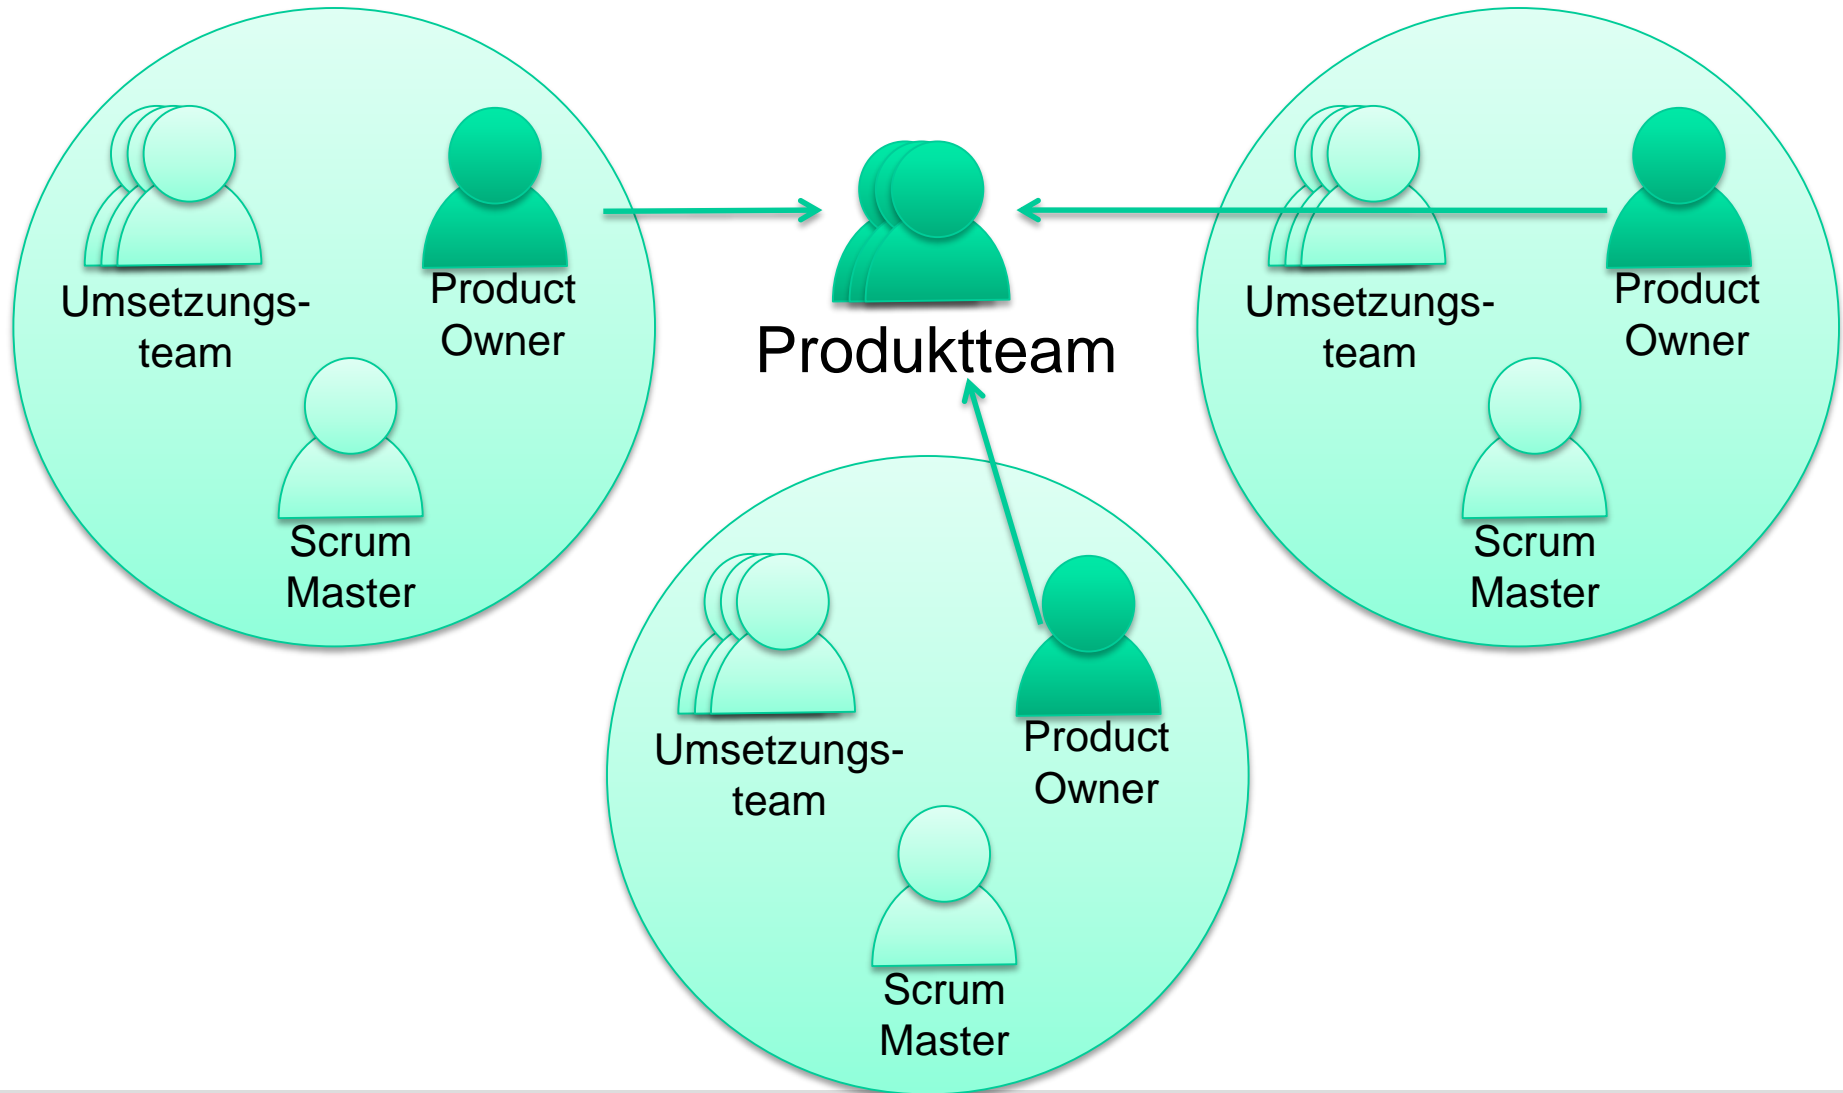 Umsetzungs-
team
Product
Owner
Scrum
Master
Produktteam
Umsetzungs-
team
Product
Owner
Scrum
Master
Umsetzungs-
team
Product
Owner
Scrum
Master